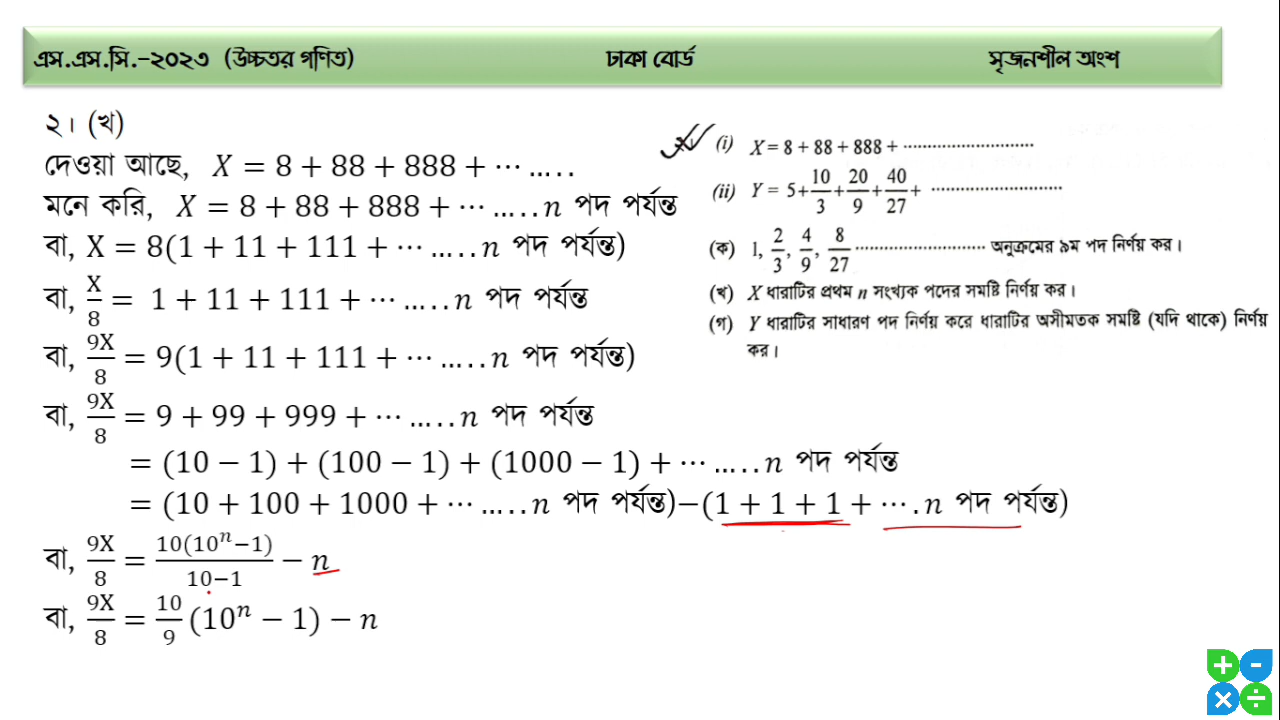 এস.এস.সি.-২০২৩ (উচ্চতর গণিত) ঢাকা বোর্ড সৃজনশীল অংশ
২। (খ)
দেওয়া আছে, X = 8 + 88 + 888 + ⋯ … . .
মনে করি, X = 8 + 88 + 888 + ⋯ … . . n পদ পর্যন্ত
বা, X = 8(1 + 11 + 111 + ⋯ … . . n পদ পর্যন্ত)
বা, X/8 = 1 + 11 + 111 + ⋯ … . . n পদ পর্যন্ত
বা, 9X/8 = 9(1 + 11 + 111 + ⋯ … . . n পদ পর্যন্ত)
বা, 9X/8 = 9 + 99 + 999 + ⋯ … . . n পদ পর্যন্ত
= (10 − 1) + (100 − 1) + (1000 − 1) + ⋯ … . . n পদ পর্যন্ত
= (10 + 100 + 1000 + ⋯ … . . n পদ পর্যন্ত)−(1 + 1 + 1 + ⋯ . n পদ পর্যন্ত)
বা, 9X/8 = 10(10ⁿ−1)/10−1 − n
বা, 9X/8 = 10/9 (10ⁿ − 1) − n
(i) X = 8 + 88 + 888 + ..............................
(ii) Y = 5+10/3+20/9+40/27+ ..............................
(ক) 1, 2/3, 4/9, 8/27 .............................. অনুক্রমের ৯ম পদ নির্ণয় কর।
(খ) X ধারাটির প্রথম n সংখ্যক পদের সমষ্টি নির্ণয় কর।
(গ) Y ধারাটির সাধারণ পদ নির্ণয় করে ধারাটির অসীমতক সমষ্টি (যদি থাকে) নির্ণয়
কর।